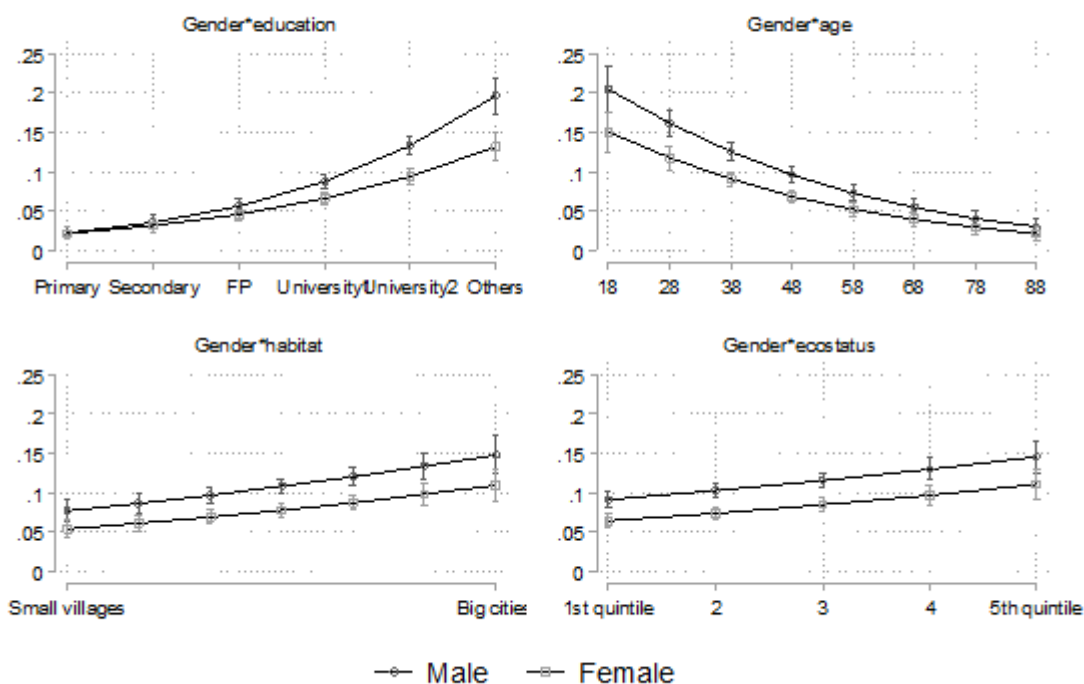 Gender*education
.25
.2
.15
.1
.05
0
Primary Secondary FP University1 University2 Others
Gender*age
.25
.2
.15
.1
.05
0
18 28 38 48 58 68 78 88
Gender*habitat
.25
.2
.15
.1
.05
0
Small villages Big cities
Gender*ecostatus
.25
.2
.15
.1
.05
0
1st quintile 2 3 4 5th quintile
Male Female